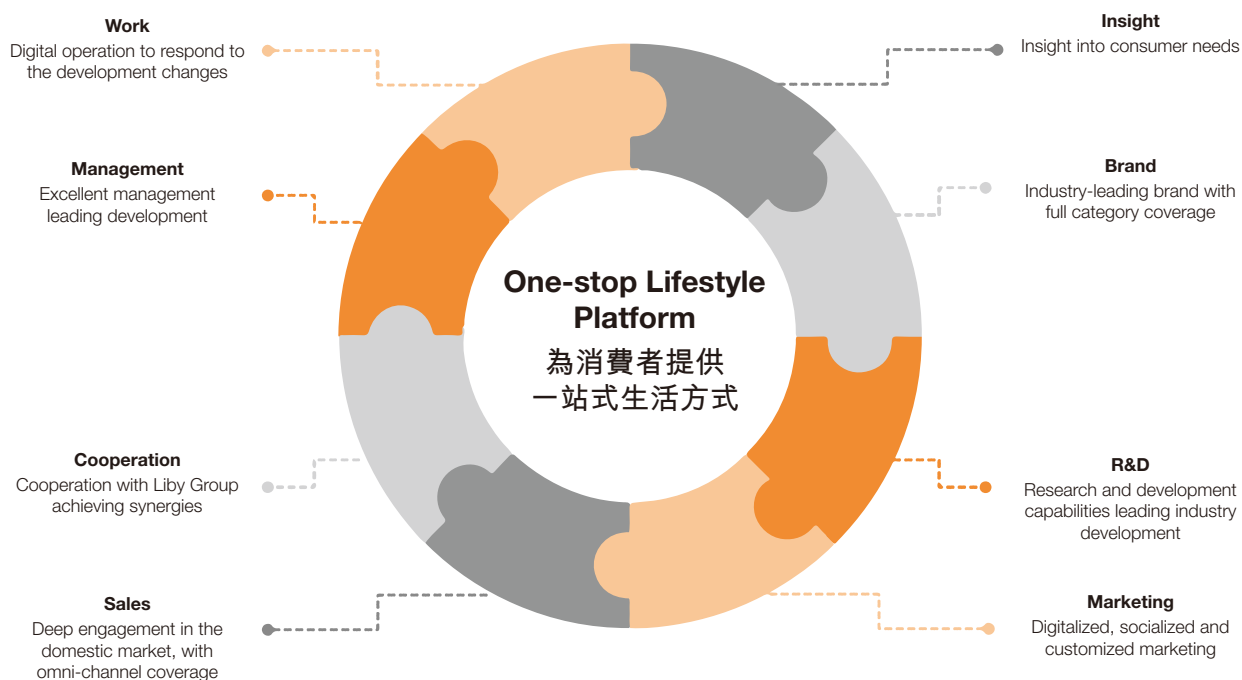 Work
Digital operation to respond to
the development changes
Management
Excellent management
leading development
Cooperation
Cooperation with Liby Group
achieving synergies
Sales
Deep engagement in the
domestic market, with
omni-channel coverage
One-stop Lifestyle
Platform
為消費者提供
一站式生活方式
Insight
Insight into consumer needs
Brand
Industry-leading brand with
full category coverage
R&D
Research and development
capabilities leading industry
development
Marketing
Digitalized, socialized and
customized marketing